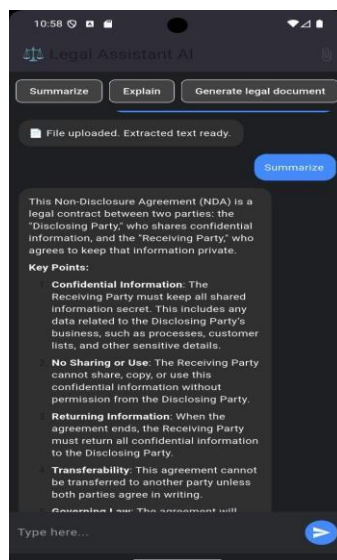 10:58
Legal Assistant AI
Summarize Explain Generate legal document
File uploaded. Extracted text ready.
Summarize
This Non-Disclosure Agreement (NDA) is a
legal contract between two parties: the
"Disclosing Party," who shares confidential
information, and the "Receiving Party," who
agrees to keep that information private.
Key Points:
1. Confidential Information: The
Receiving Party must keep all shared
information secret. This includes any
data related to the Disclosing Party's
business, such as processes, customer
lists, and other sensitive details.
2. No Sharing or Use: The Receiving Party
cannot share, copy, or use this
confidential information without
permission from the Disclosing Party.
3. Returning Information: When the
agreement ends, the Receiving Party
must return all confidential information
to the Disclosing Party.
4. Transferability: This agreement cannot
be transferred to another party unless
both parties agree in writing.
5. Governing Law: The agreement will
Type here...